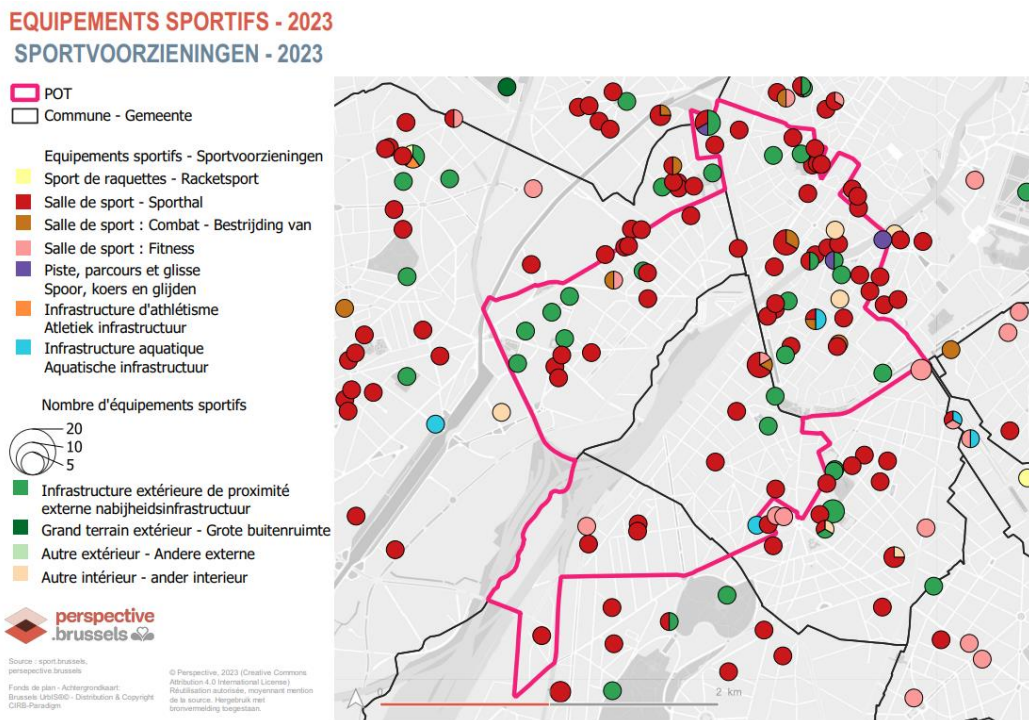 EQUIPEMENTS SPORTIFS - 2023
SPORTVOORZIENINGEN - 2023
POT
Commune - Gemeente
Equipements sportifs - Sportvoorzieningen
Sport de raquettes - Racketsport
Salle de sport - Sporthal
Salle de sport : Combat - Bestrijding van
Salle de sport : Fitness
Piste, parcours et glisse
Spoor, koers en glijden
Infrastructure d'athlétisme
Atletiek infrastructuur
Infrastructure aquatique
Aquatische infrastructuur
Nombre d'équipements sportifs
20
10
5
Infrastructure extérieure de proximité
externe nabijheidsinfrastructuur
Grand terrain extérieur - Grote buitenruimte
Autre extérieur - Andere externe
Autre intérieur - ander interieur
perspective
.brussels
Source : sport.brussels,
perspective.brussels
Fonds de plan - Achtergrondkaart:
Brussels UrbIS®© - Distribution & Copyright
CIRB-Paradigm
© Perspective, 2023 (Creative Commons
Attribution 4.0 International License)
Réutilisation autorisée, moyennant mention
de la source. Hergebruik met
bronvermelding toegestaan.
0
2 km